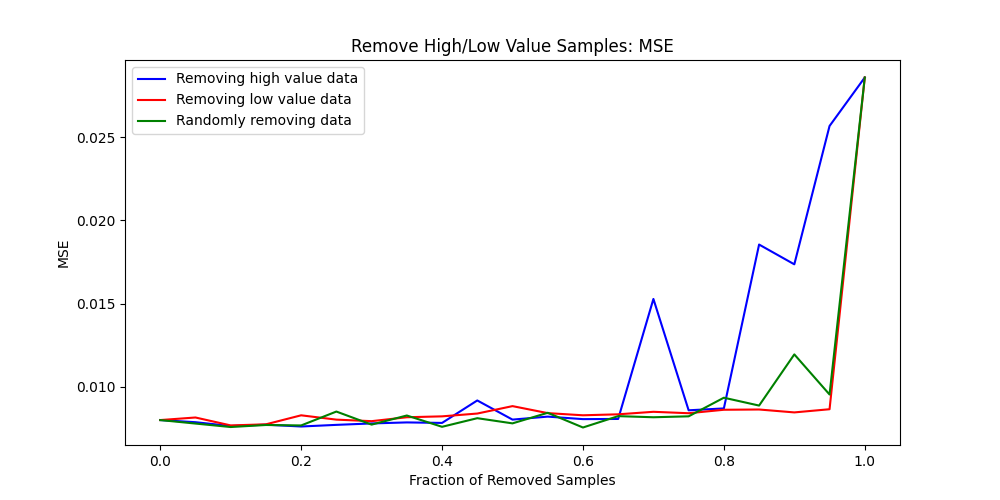 Remove High/Low Value Samples: MSE
Removing high value data
Removing low value data
Randomly removing data
MSE
0.025
0.020
0.015
0.010
0.0 0.2 0.4 0.6 0.8 1.0
Fraction of Removed Samples